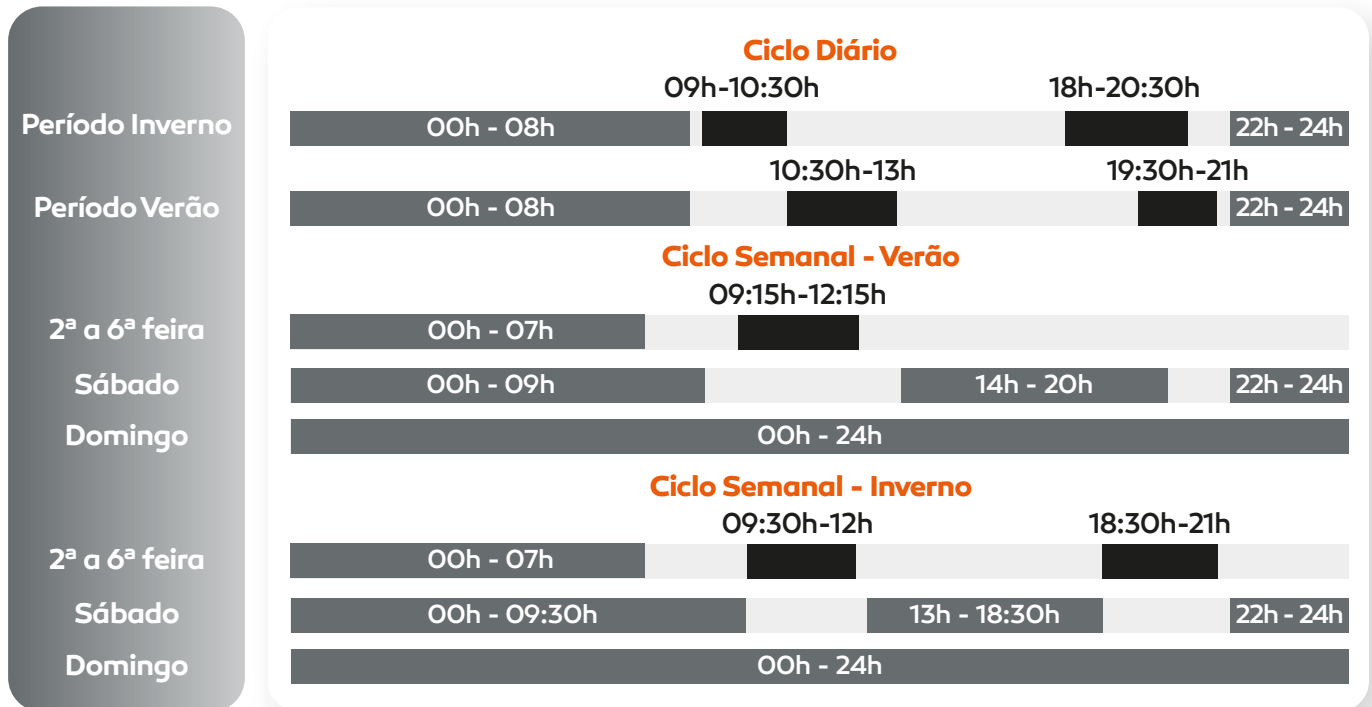 Ciclo Diário
09h-10:30h 18h-20:30h
Período Inverno 00h - 08h 22h - 24h
10:30h-13h 19:30h-21h
Período Verão 00h - 08h 22h - 24h
Ciclo Semanal - Verão
09:15h-12:15h
2ª a 6ª feira 00h - 07h
Sábado 00h - 09h 14h - 20h 22h - 24h
Domingo 00h - 24h
Ciclo Semanal - Inverno
09:30h-12h 18:30h-21h
2ª a 6ª feira 00h - 07h
Sábado 00h - 09:30h 13h - 18:30h 22h - 24h
Domingo 00h - 24h